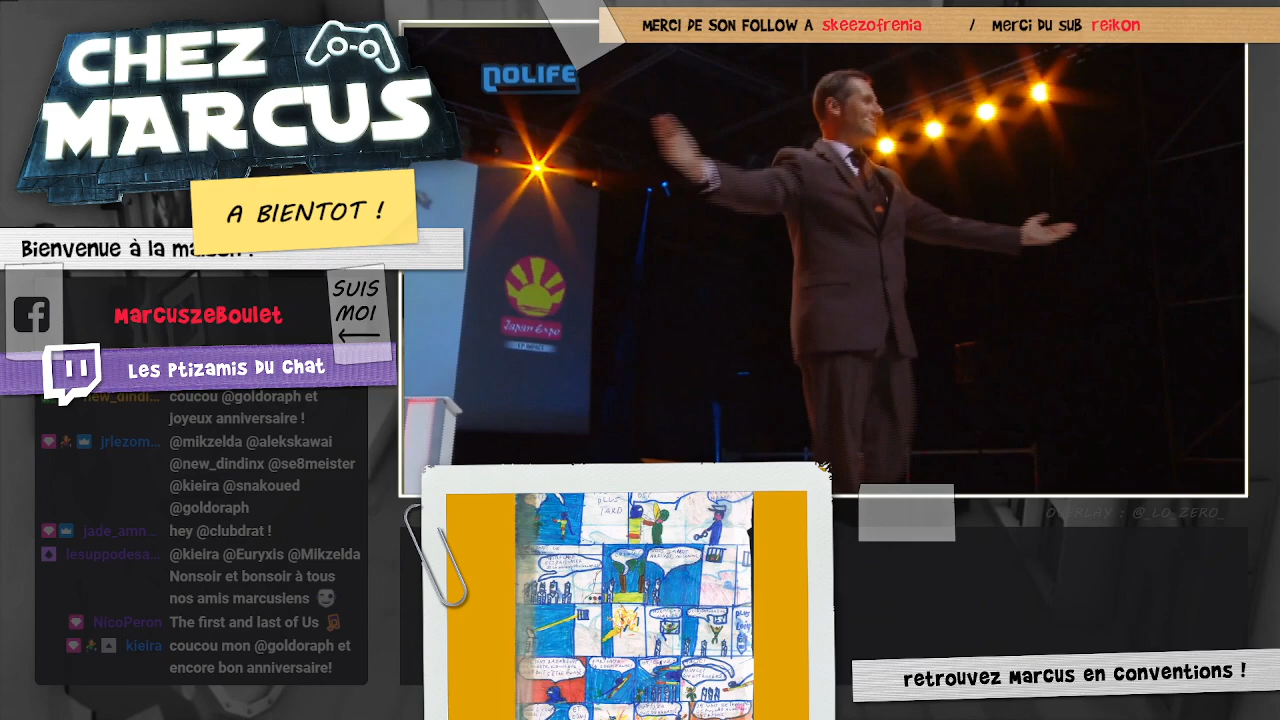 MERCI DE SON FOLLOW A skeezofrenia / Merci du sub reikon
CHEZ
MARCUS
NOLIFE
A BIENTOT !
Bienvenue à la
SUIS
MOI
MarcuszeBoulet
Japan Expo
Les Ptizamis du Chat
new_dindi... coucou @goldoraph et
joyeux anniversaire !
jrlezom... @mikzelda @alekskawai
@new_dindinx @se8meister
@kieira @snakoued
@goldoraph
jade_amn... hey @clubdrat !
lesuppodesa... @kieira @Euryxis @Mikzelda
Nonsoir et bonsoir à tous
nos amis marcusiens
NicoPeron The first and last of Us
kieira coucou mon @goldoraph et
encore bon anniversaire!
OVERLAY : @_LO_ZERO_
PLUS
TARD
retrouvez Marcus en conventions !